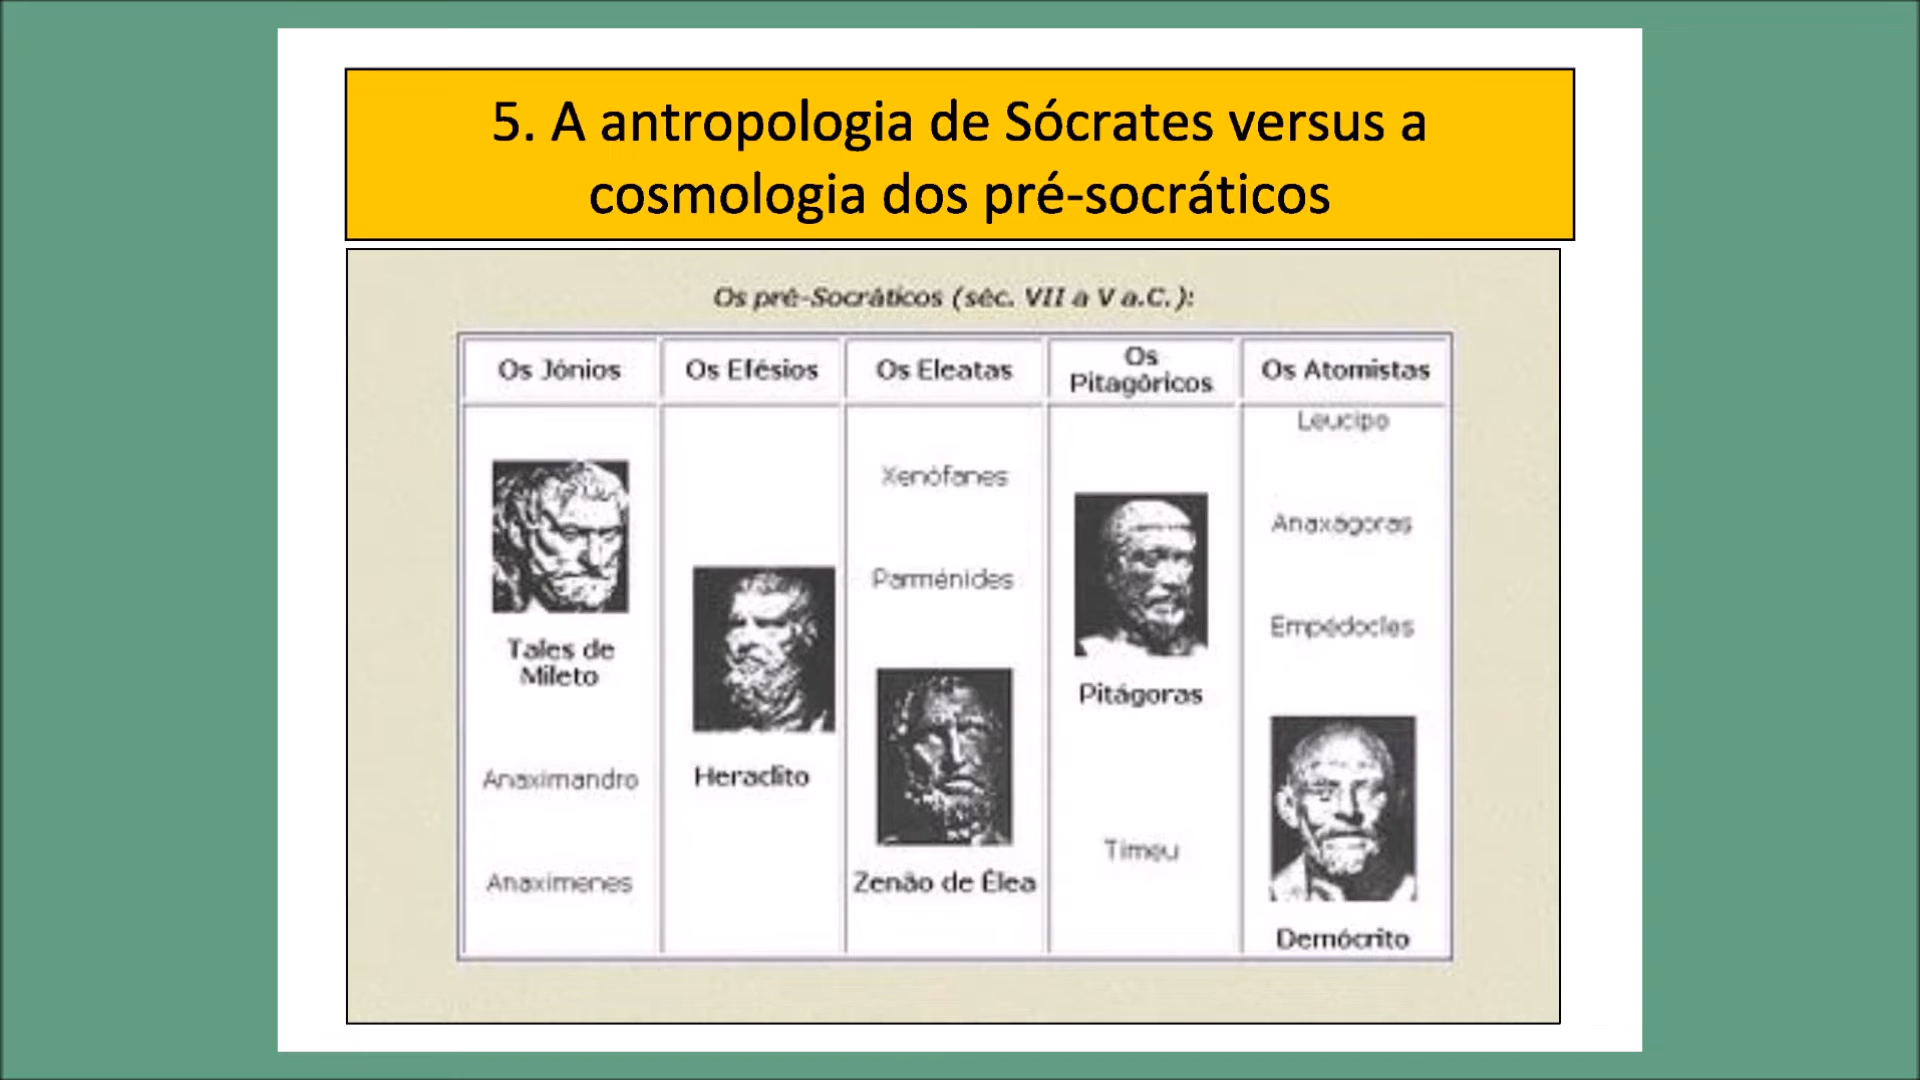 5. A antropologia de Sócrates versus a
cosmologia dos pré-socráticos
Os pré-Socráticos (séc. VII a V a.C.):
Os Jónios
Os Efésios
Os Eleatas
Os
Pitagóricos
Os Atomistas
Tales de
Mileto
Anaximandro
Anaxímenes
Heraclito
Xenófanes
Parménides
Zenão de Élea
Pitágoras
Timeu
Leucipo
Anaxágoras
Empédocles
Demócrito